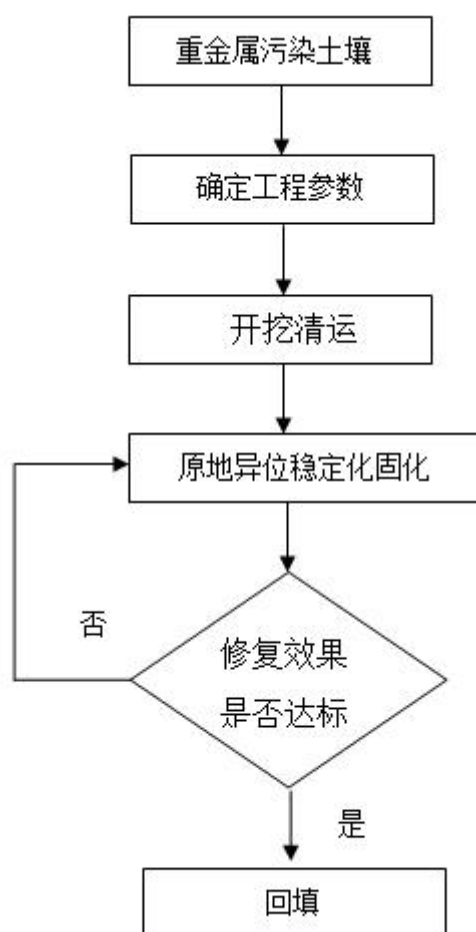 重金属污染土壤
确定工程参数
开挖清运
原地异位稳定化固化
否
修复效果
是否达标
是
回填